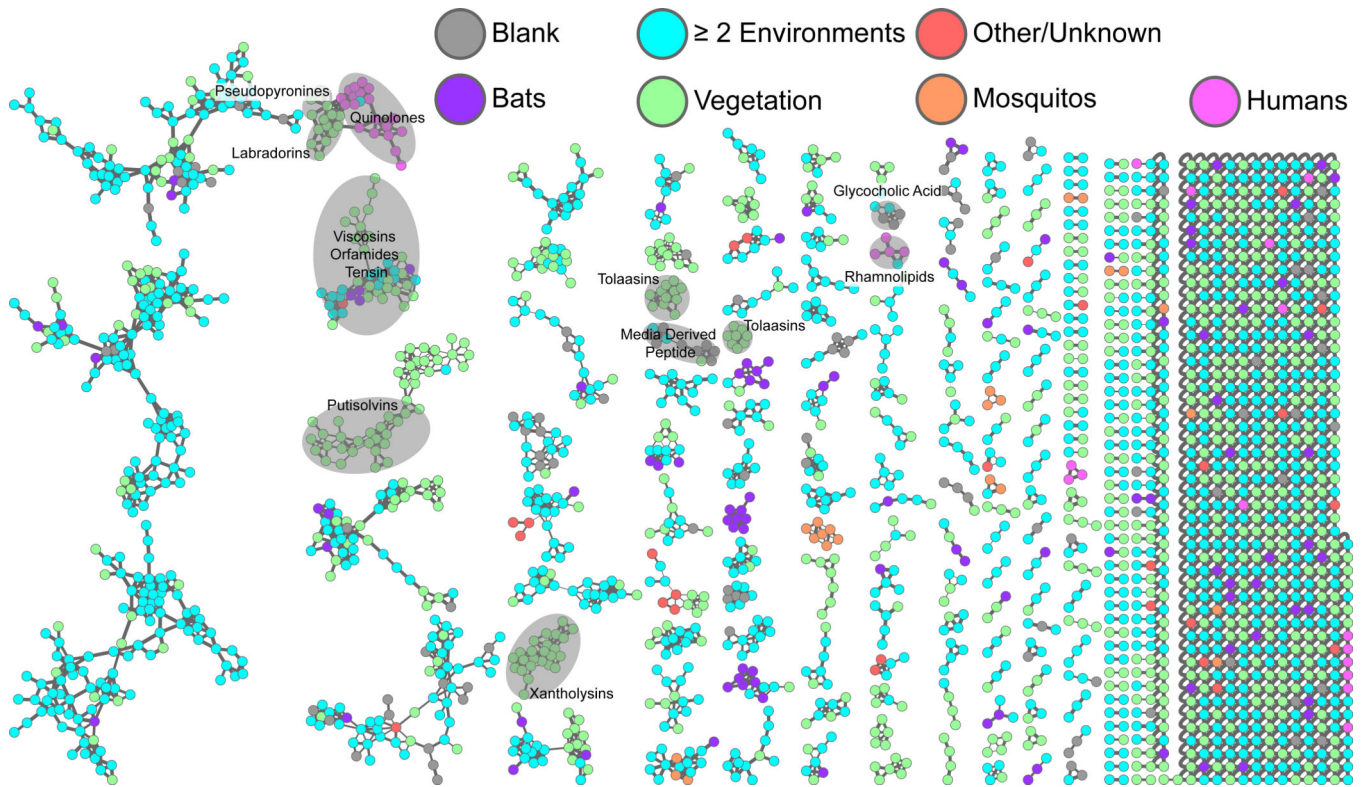 Blank
≥ 2 Environments
Other/Unknown
Bats
Vegetation
Mosquitos
Humans
Pseudopyronines
Quinolones
Labradorins
Glycocholic Acid
Viscosins
Orfamides
Tensin
Tolaasins
Rhamnolipids
Media Derived
Peptide
Tolaasins
Putisolvins
Xantholysins